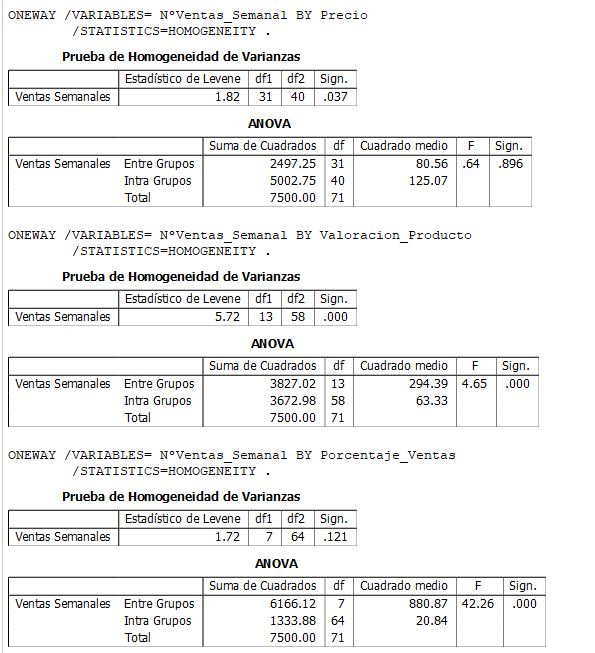 ONEWAY /VARIABLES= N°Ventas_Semanal BY Precio
/STATISTICS=HOMOGENEITY .
Prueba de Homogeneidad de Varianzas
Estadístico de Levene df1 df2 Sign.
Ventas Semanales 1.82 31 40 .037
ANOVA
Suma de Cuadrados df Cuadrado medio F Sign.
Ventas Semanales Entre Grupos 2497.25 31 80.56 .64 .896
Intra Grupos 5002.75 40 125.07
Total 7500.00 71
ONEWAY /VARIABLES= N°Ventas_Semanal BY Valoracion_Producto
/STATISTICS=HOMOGENEITY .
Prueba de Homogeneidad de Varianzas
Estadístico de Levene df1 df2 Sign.
Ventas Semanales 5.72 13 58 .000
ANOVA
Suma de Cuadrados df Cuadrado medio F Sign.
Ventas Semanales Entre Grupos 3827.02 13 294.39 4.65 .000
Intra Grupos 3672.98 58 63.33
Total 7500.00 71
ONEWAY /VARIABLES= N°Ventas_Semanal BY Porcentaje_Ventas
/STATISTICS=HOMOGENEITY .
Prueba de Homogeneidad de Varianzas
Estadístico de Levene df1 df2 Sign.
Ventas Semanales 1.72 7 64 .121
ANOVA
Suma de Cuadrados df Cuadrado medio F Sign.
Ventas Semanales Entre Grupos 6166.12 7 880.87 42.26 .000
Intra Grupos 1333.88 64 20.84
Total 7500.00 71